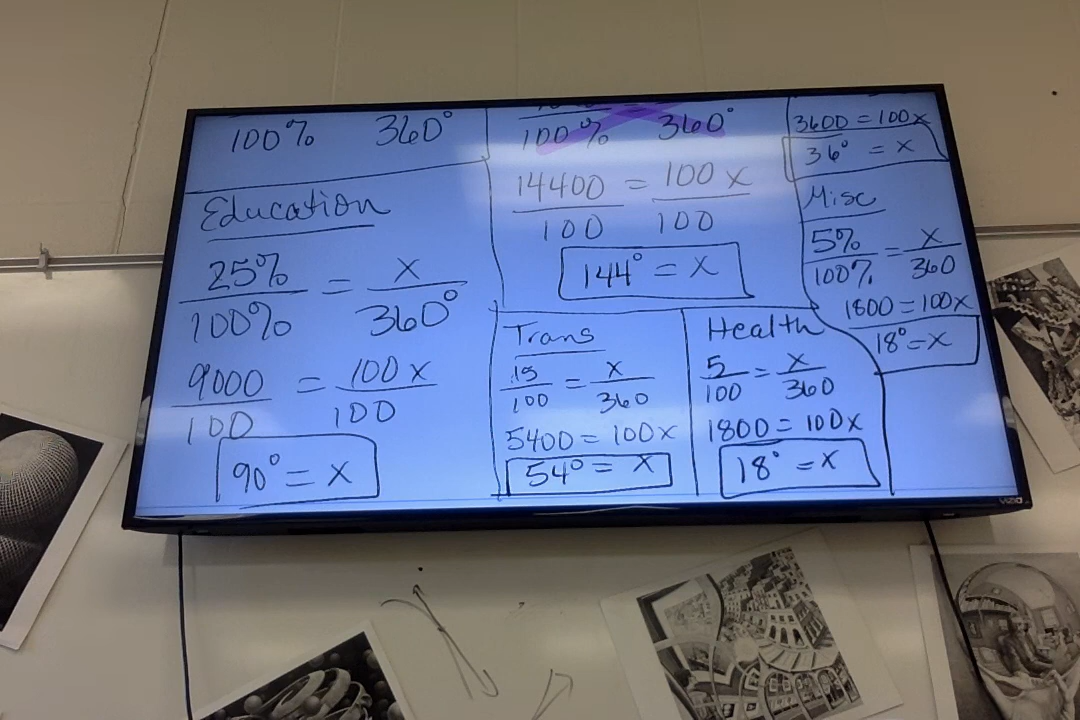 100% 360°
Education
25%/100% = x/360°
9000/100 = 100x/100
90° = x
100% 360°
14400/100 = 100x/100
144° = x
Trans
15/100 = x/360
5400 = 100x
54° = x
Health
5/100 = x/360
1800 = 100x
18° = x
3600 = 100x
36° = x
Misc
5%/100% = x/360
1800 = 100x
18° = x
VIZIO